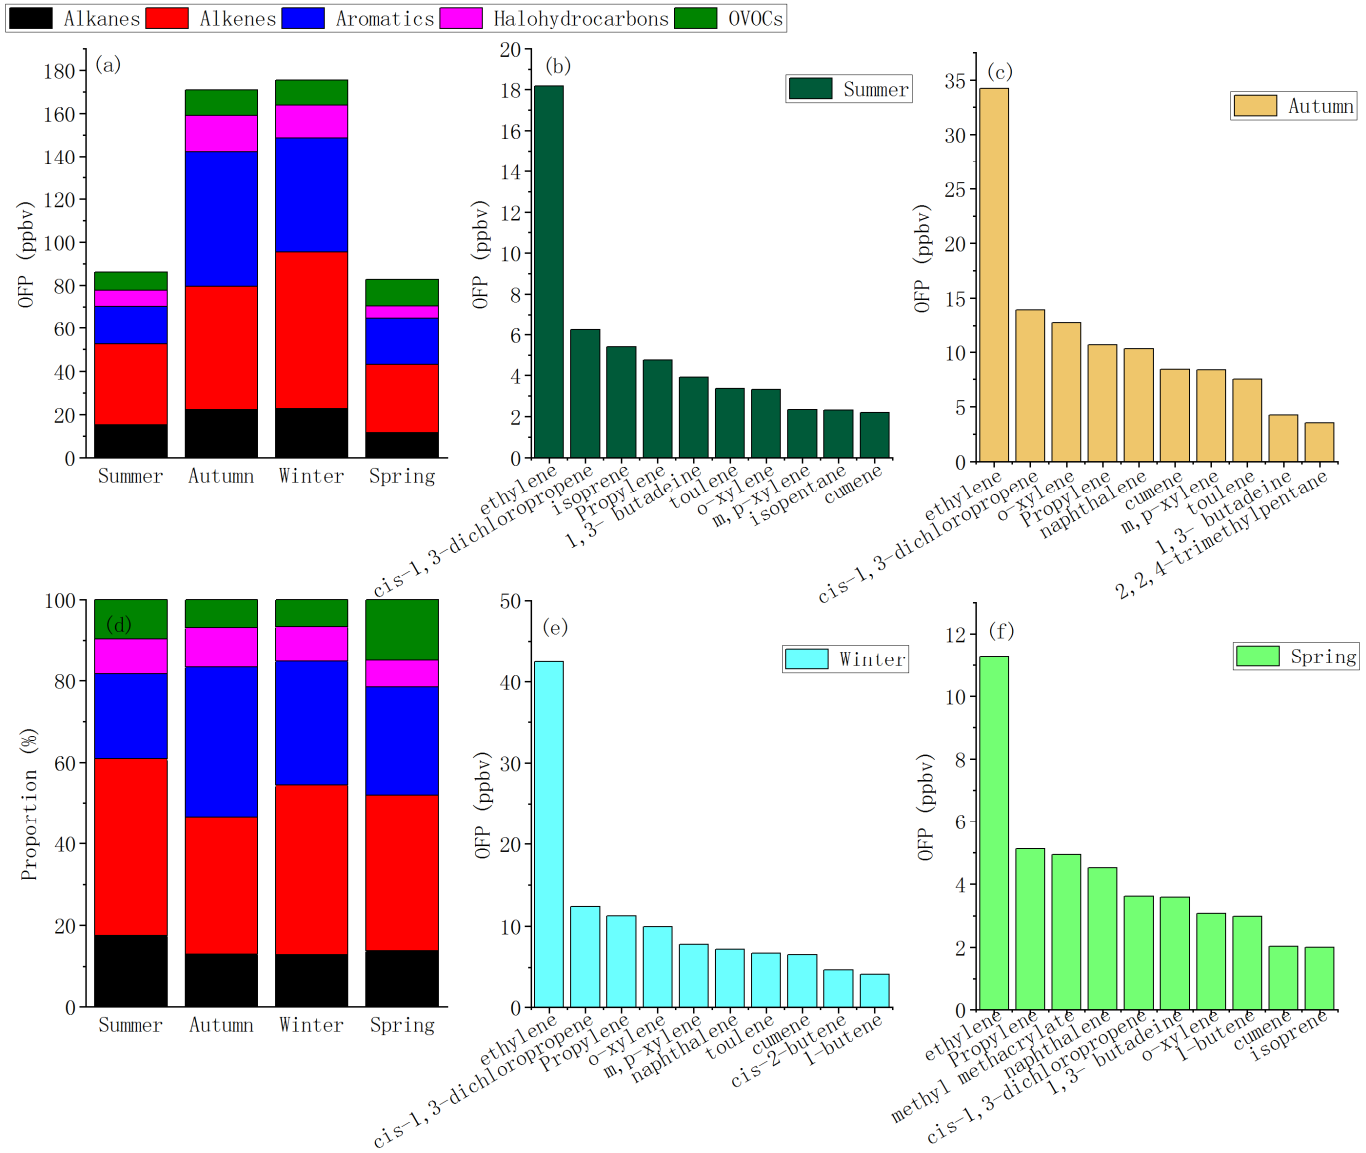 Alkanes Alkenes Aromatics Halohydrocarbons OVOCs
(a)
OFP (ppbv)
180
160
140
120
100
80
60
40
20
0
Summer Autumn Winter Spring
(b)
Summer
OFP (ppbv)
20
18
16
14
12
10
8
6
4
2
0
ethylene
cis-1,3-dichloropropene
isoprene
Propylene
1,3- butadeine
toulene
o-xylene
m,p-xylene
isopentane
cumene
(c)
Autumn
OFP (ppbv)
35
30
25
20
15
10
5
0
ethylene
cis-1,3-dichloropropene
o-xylene
Propylene
naphthalene
cumene
m,p-xylene
toulene
1,3- butadeine
2,2,4-trimethylpentane
(d)
Proportion (%)
100
80
60
40
20
0
Summer Autumn Winter Spring
(e)
Winter
OFP (ppbv)
50
40
30
20
10
0
ethylene
cis-1,3-dichloropropene
Propylene
o-xylene
m,p-xylene
naphthalene
toulene
cumene
cis-2-butene
1-butene
(f)
Spring
OFP (ppbv)
12
10
8
6
4
2
0
ethylene
Propylene
methyl methacrylate
naphthalene
cis-1,3-dichloropropene
1,3- butadeine
o-xylene
1-butene
cumene
isoprene